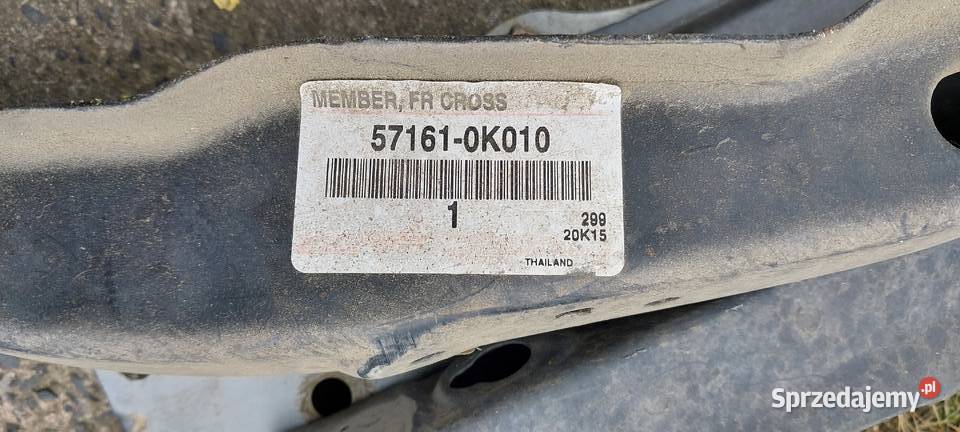 MEMBER, FR CROSS
57161-0K010
1
299
20K15
THAILAND
Sprzedajemy.pl